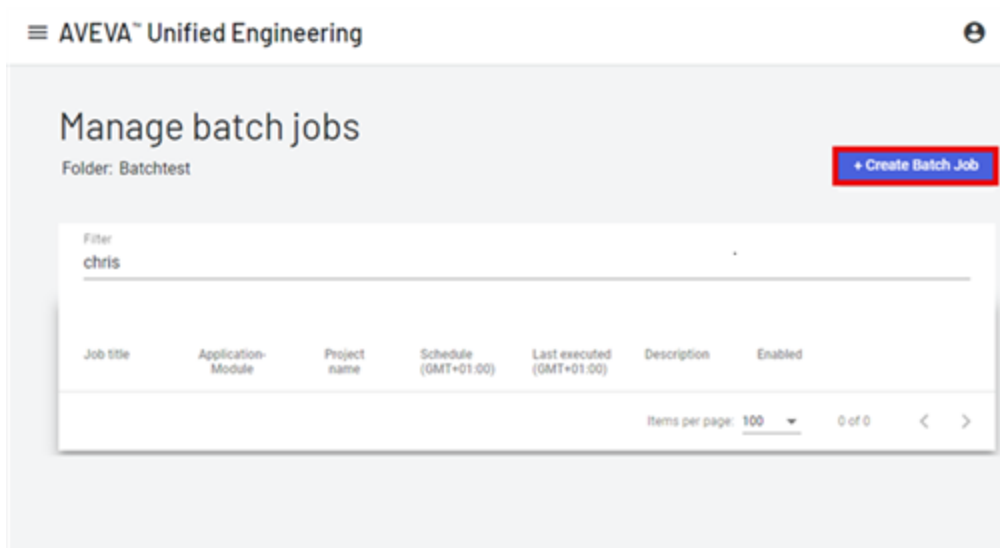 AVEVA™ Unified Engineering
Manage batch jobs
Folder: Batchtest
+ Create Batch Job
Filter
chris
Job title
Application-
Module
Project
name
Schedule
(GMT+01:00)
Last executed
(GMT+01:00)
Description
Enabled
Items per page: 100
0 of 0